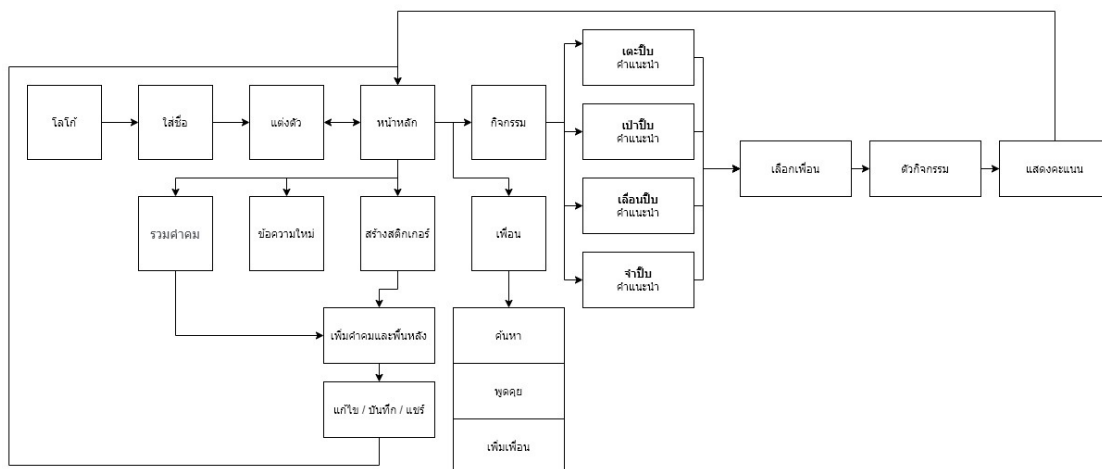 เตะปี๊บ
คำแนะนำ
โลโก้
ใส่ชื่อ
แต่งตัว
หน้าหลัก
กิจกรรม
เป่าปี๊บ
คำแนะนำ
เลือกเพื่อน
ตัวกิจกรรม
แสดงคะแนน
เลื่อนปี๊บ
คำแนะนำ
รวมคำคม
ข้อความใหม่
สร้างสติกเกอร์
เพื่อน
จำปี๊บ
คำแนะนำ
เพิ่มคำคมและพื้นหลัง
ค้นหา
แก้ไข / บันทึก / แชร์
พูดคุย
เพิ่มเพื่อน